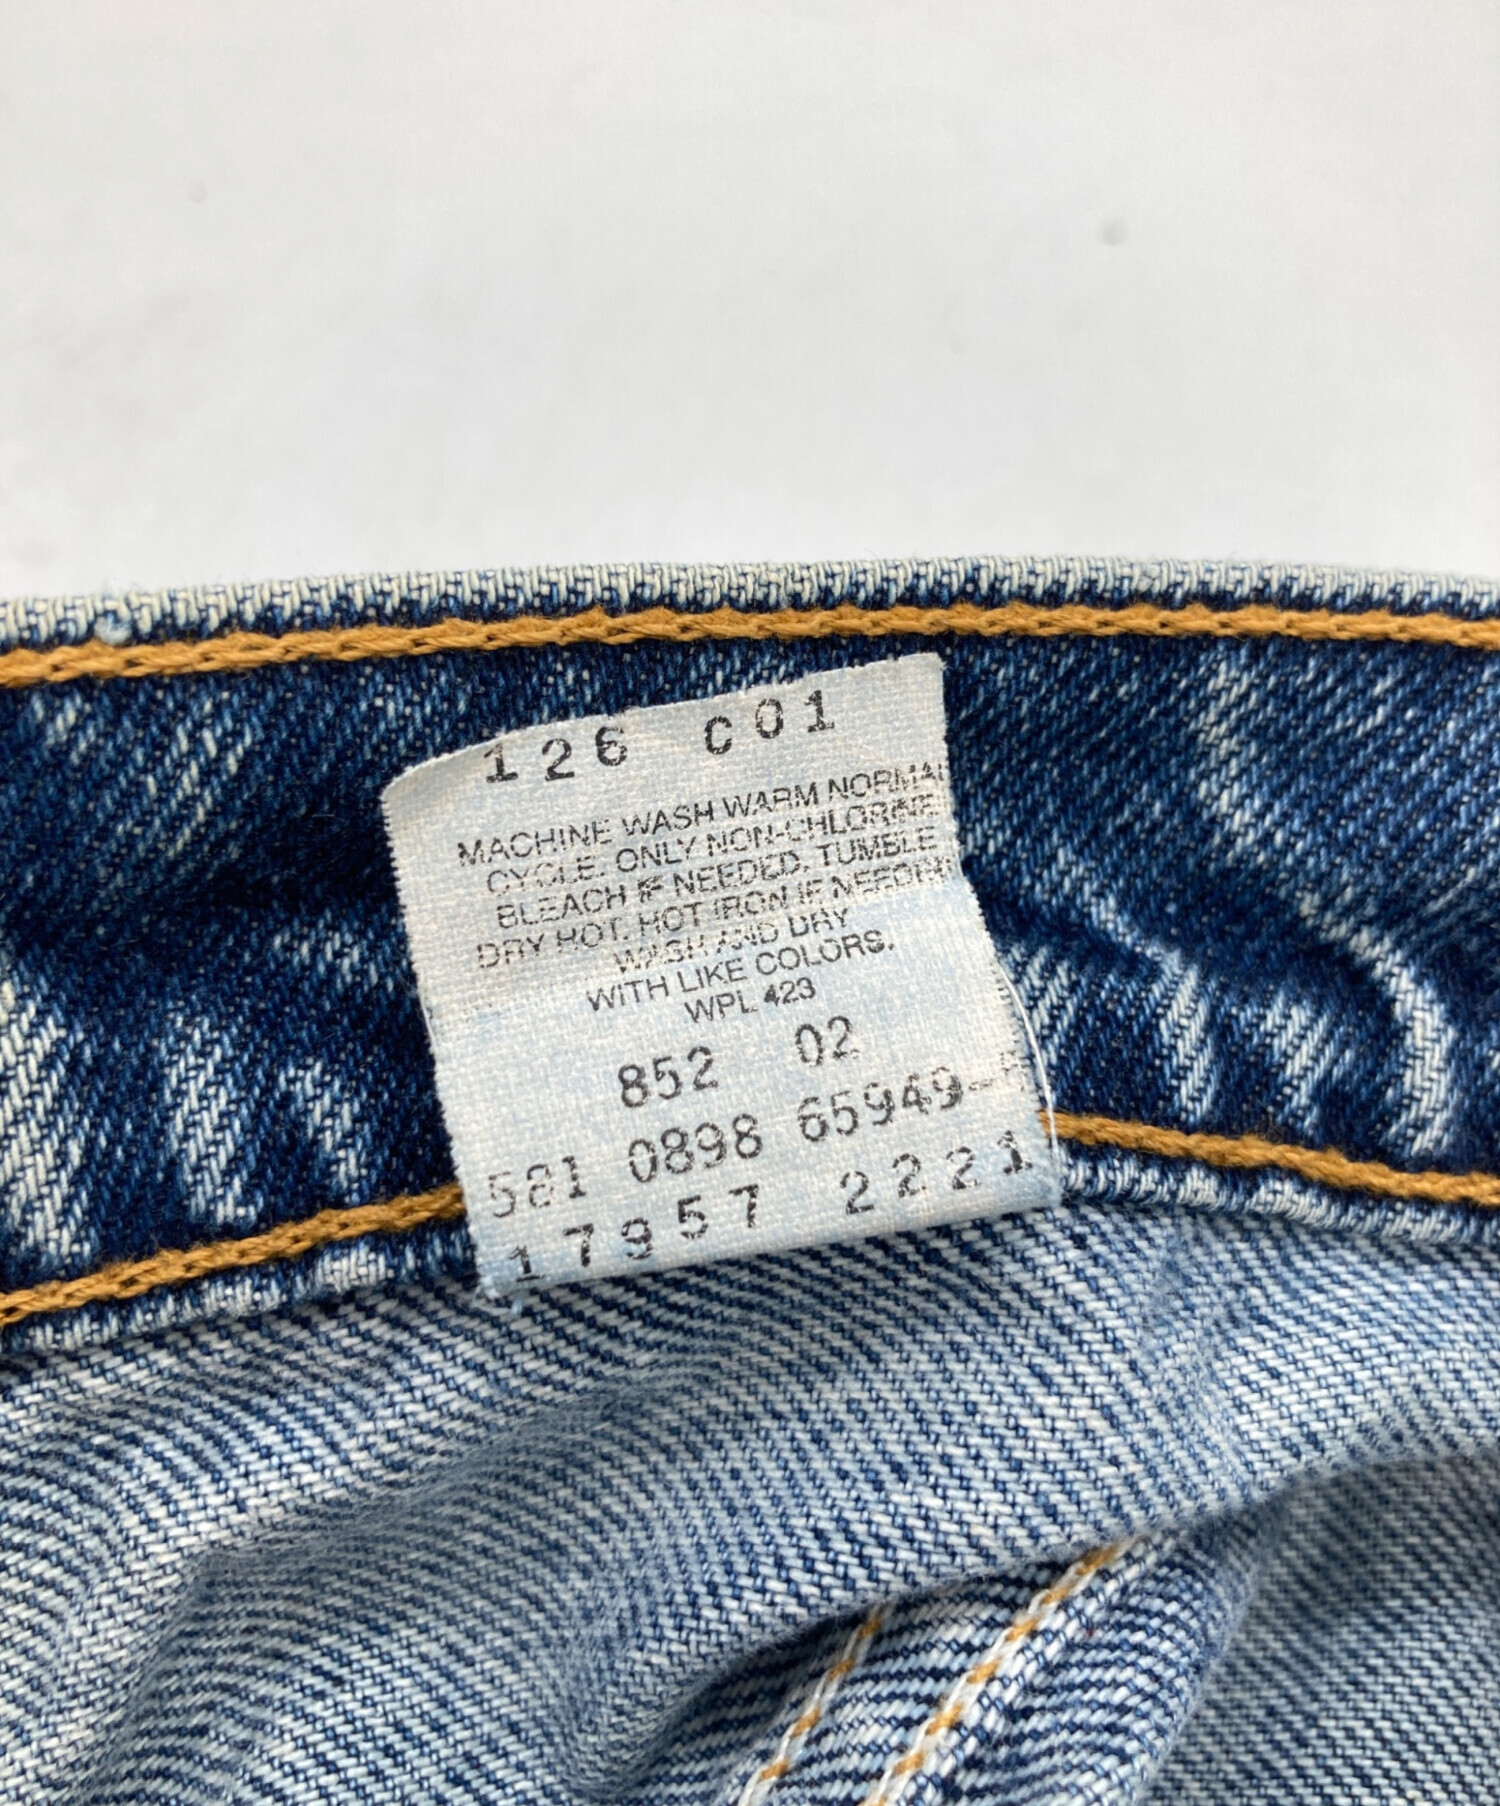 126 C01
MACHINE WASH WARM NORMAL
CYCLE. ONLY NON-CHLORINE
BLEACH IF NEEDED. TUMBLE
DRY HOT. HOT IRON IF NEEDED
WASH AND DRY
WITH LIKE COLORS.
WPL 423
852 02
581 0898 65949-
17957 2221